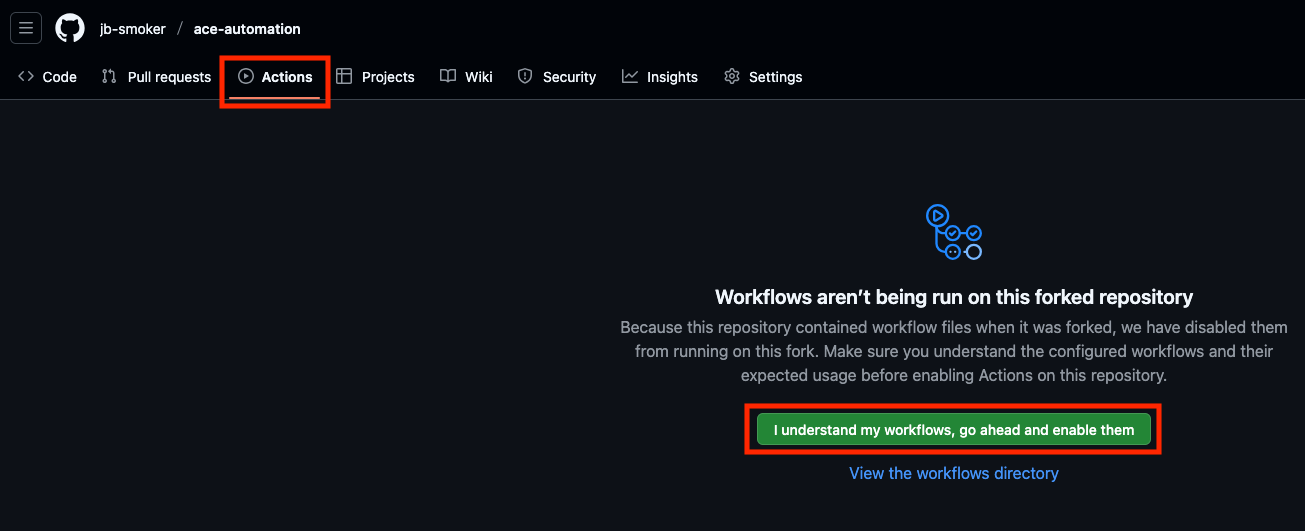 jb-smoker / ace-automation
Code Pull requests Actions Projects Wiki Security Insights Settings
Workflows aren’t being run on this forked repository
Because this repository contained workflow files when it was forked, we have disabled them
from running on this fork. Make sure you understand the configured workflows and their
expected usage before enabling Actions on this repository.
I understand my workflows, go ahead and enable them
View the workflows directory